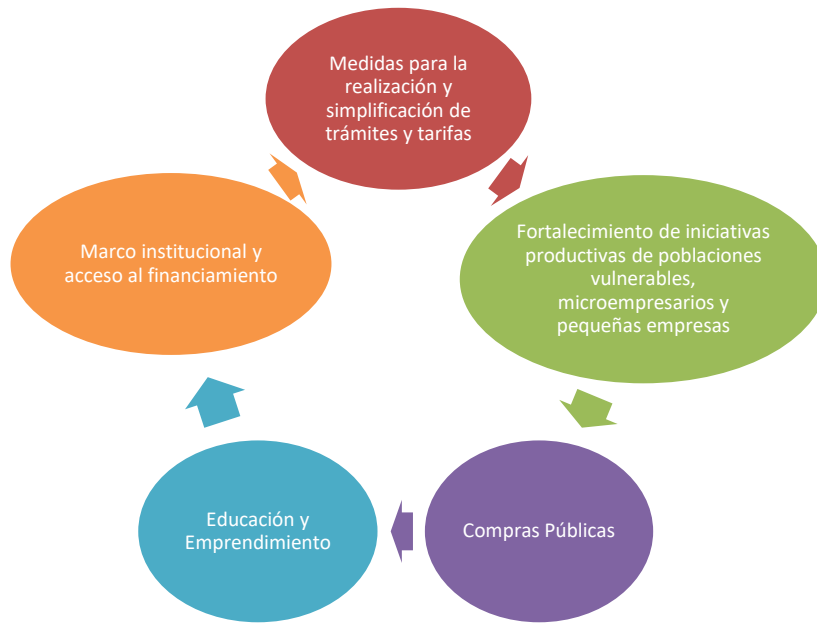 Medidas para la
realización y
simplificación de
trámites y tarifas
Fortalecimiento de iniciativas
productivas de poblaciones
vulnerables,
microempresarios y
pequeñas empresas
Compras Públicas
Educación y
Emprendimiento
Marco institucional y
acceso al financiamiento